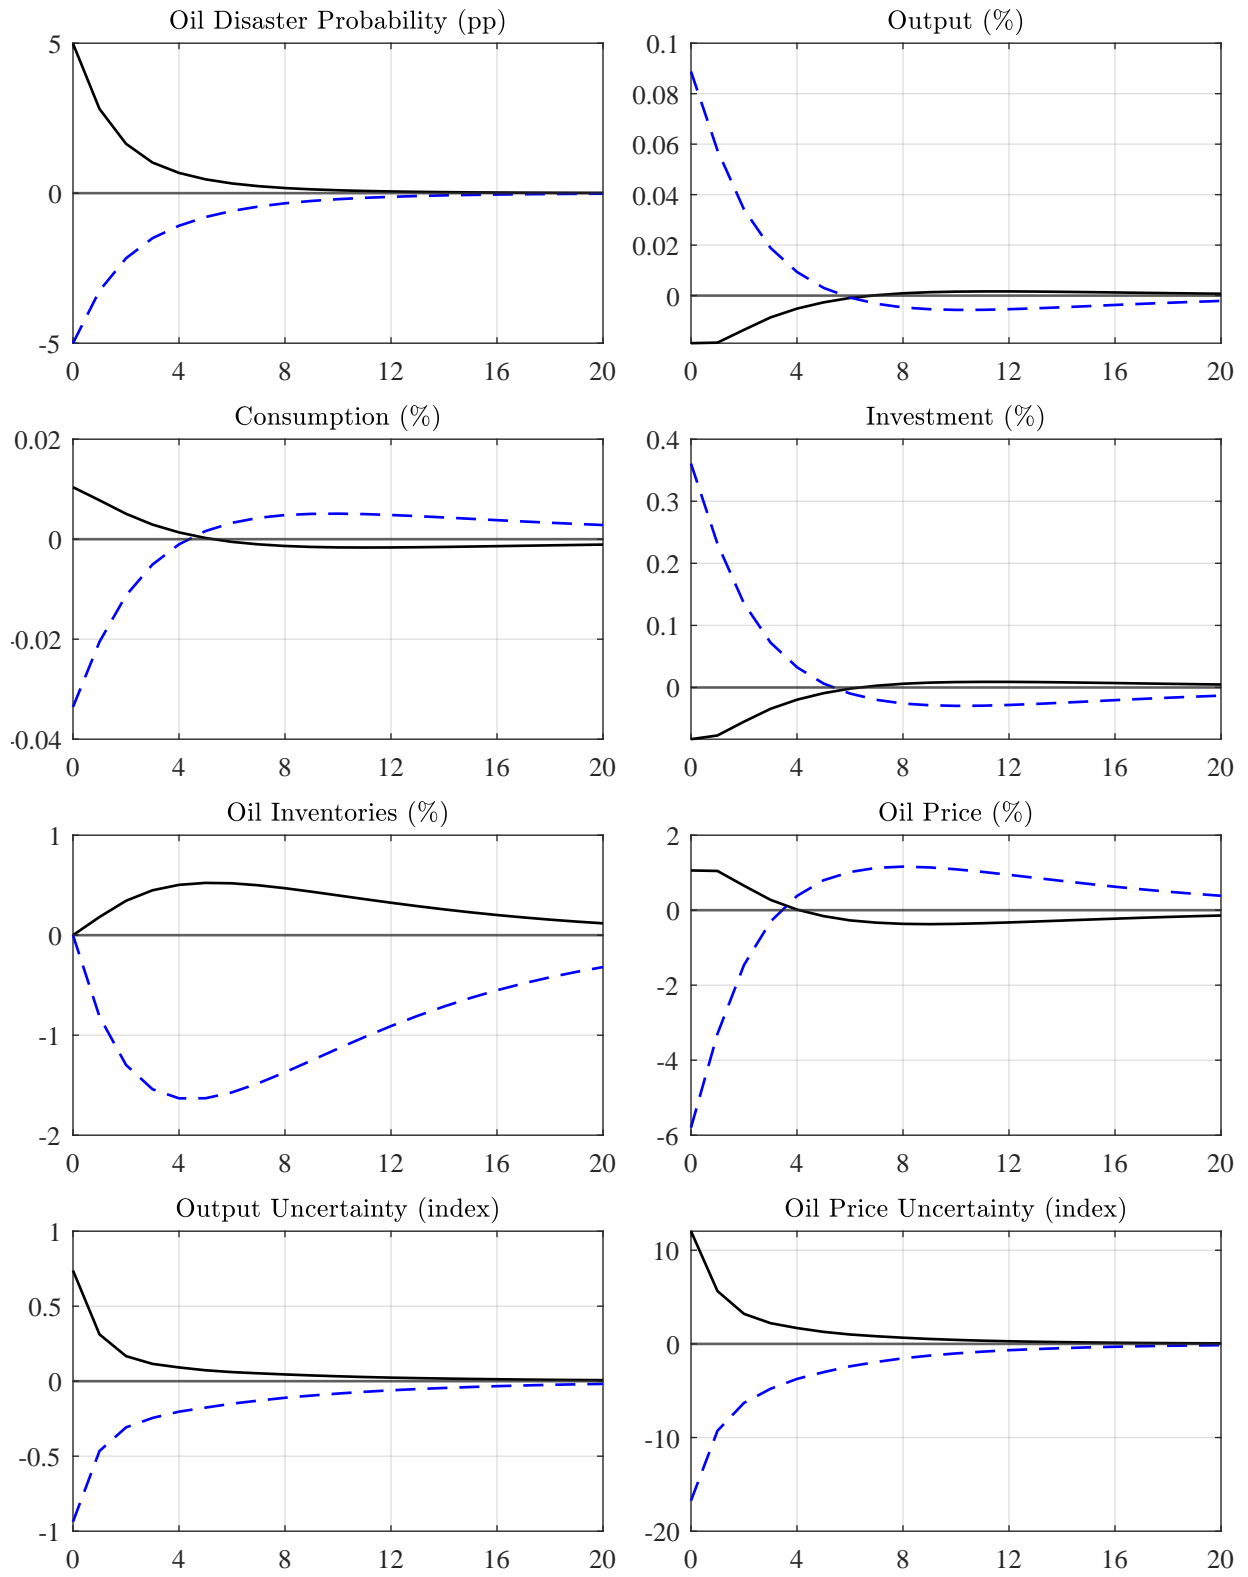 Oil Disaster Probability (pp)
5
0
-5
0 4 8 12 16 20
Output (%)
0.1
0.08
0.06
0.04
0.02
0
0 4 8 12 16 20
Consumption (%)
0.02
0
-0.02
-0.04
0 4 8 12 16 20
Investment (%)
0.4
0.3
0.2
0.1
0
0 4 8 12 16 20
Oil Inventories (%)
1
0
-1
-2
0 4 8 12 16 20
Oil Price (%)
2
0
-2
-4
-6
0 4 8 12 16 20
Output Uncertainty (index)
1
0.5
0
-0.5
-1
0 4 8 12 16 20
Oil Price Uncertainty (index)
10
0
-10
-20
0 4 8 12 16 20